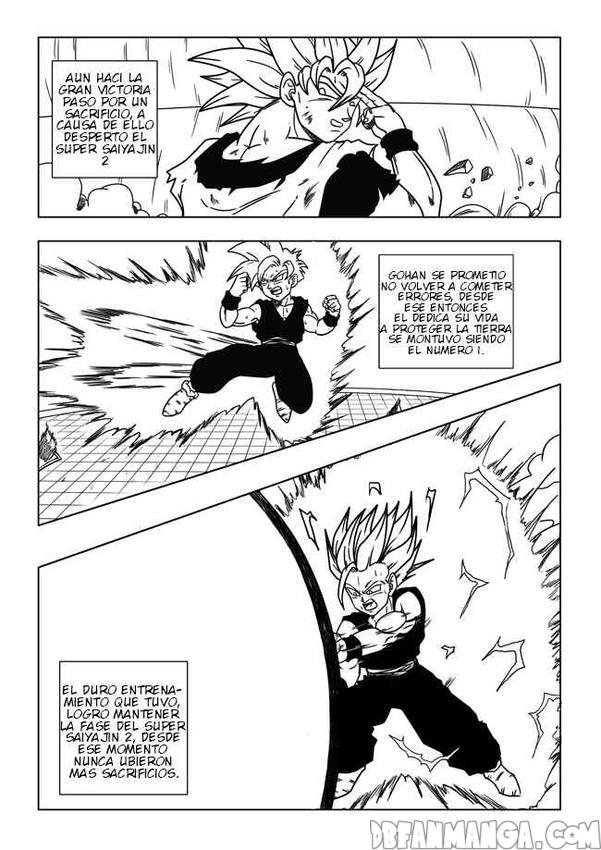 AUN HACI LA
GRAN VICTORIA
PASO POR UN
SACRIFICIO, A
CAUSA DE ELLO
DESPERTO EL
SUPER SAIYAJIN
2
GOHAN SE PROMETIO
NO VOLVER A COMETER
ERRORES, DESDE
ESE ENTONCES
EL DEDICA SU VIDA
A PROTEGER LA TIERRA
SE MONTUVO SIENDO
EL NUMERO 1.
EL DURO ENTRENA-
MIENTO QUE TUVO,
LOGRO MANTENER
LA FASE DEL SUPER
SAIYAJIN 2, DESDE
ESE MOMENTO
NUNCA UBIERON
MAS SACRIFICIOS.
DBFANMANGA.COM